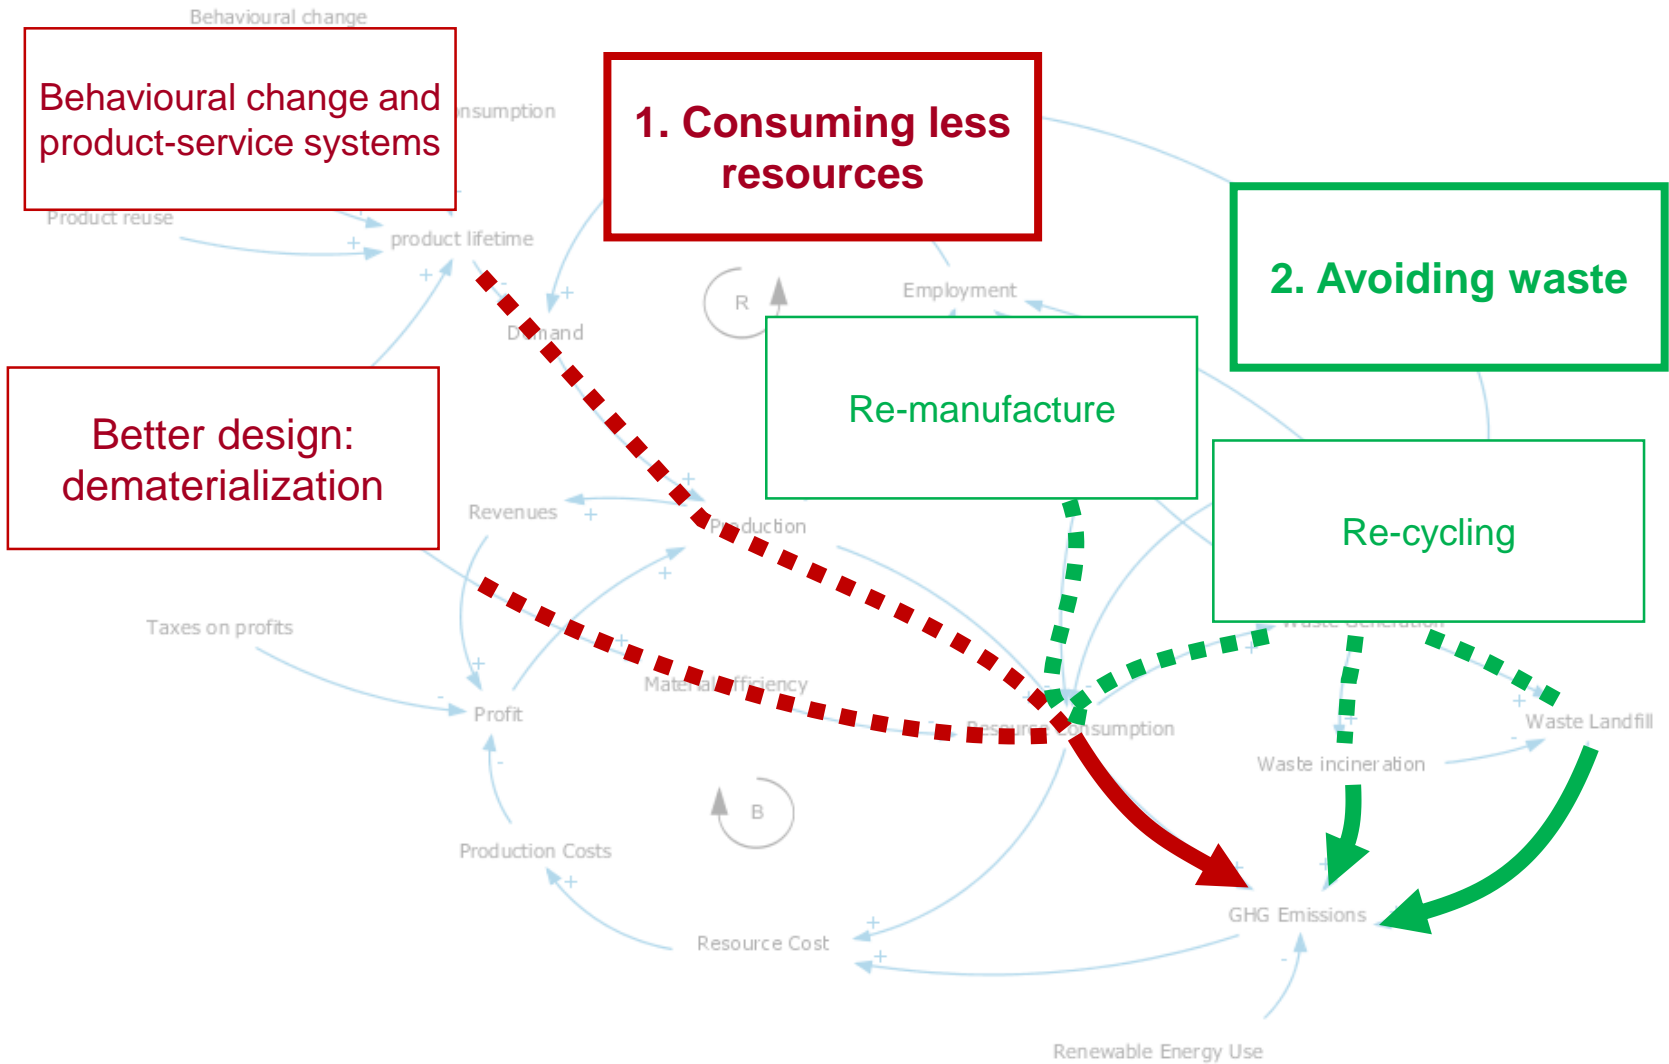 Behavioural change
Behavioural change and
product-service systems
nsumption
1. Consuming less
resources
2. Avoiding waste
Product reuse
product lifetime
+
+
+
-
-
+
Demand
R
Employment
Re-manufacture
Better design:
dematerialization
Re-cycling
Revenues
+
+
Production
+
Taxes on profits
+
+
-
Profit
-
Material efficiency
-
Resource Consumption
-
+
+
+
-
Waste Landfill
Waste incineration
B
Production Costs
+
+
+
GHG Emissions
Resource Cost
+
+
-
Renewable Energy Use